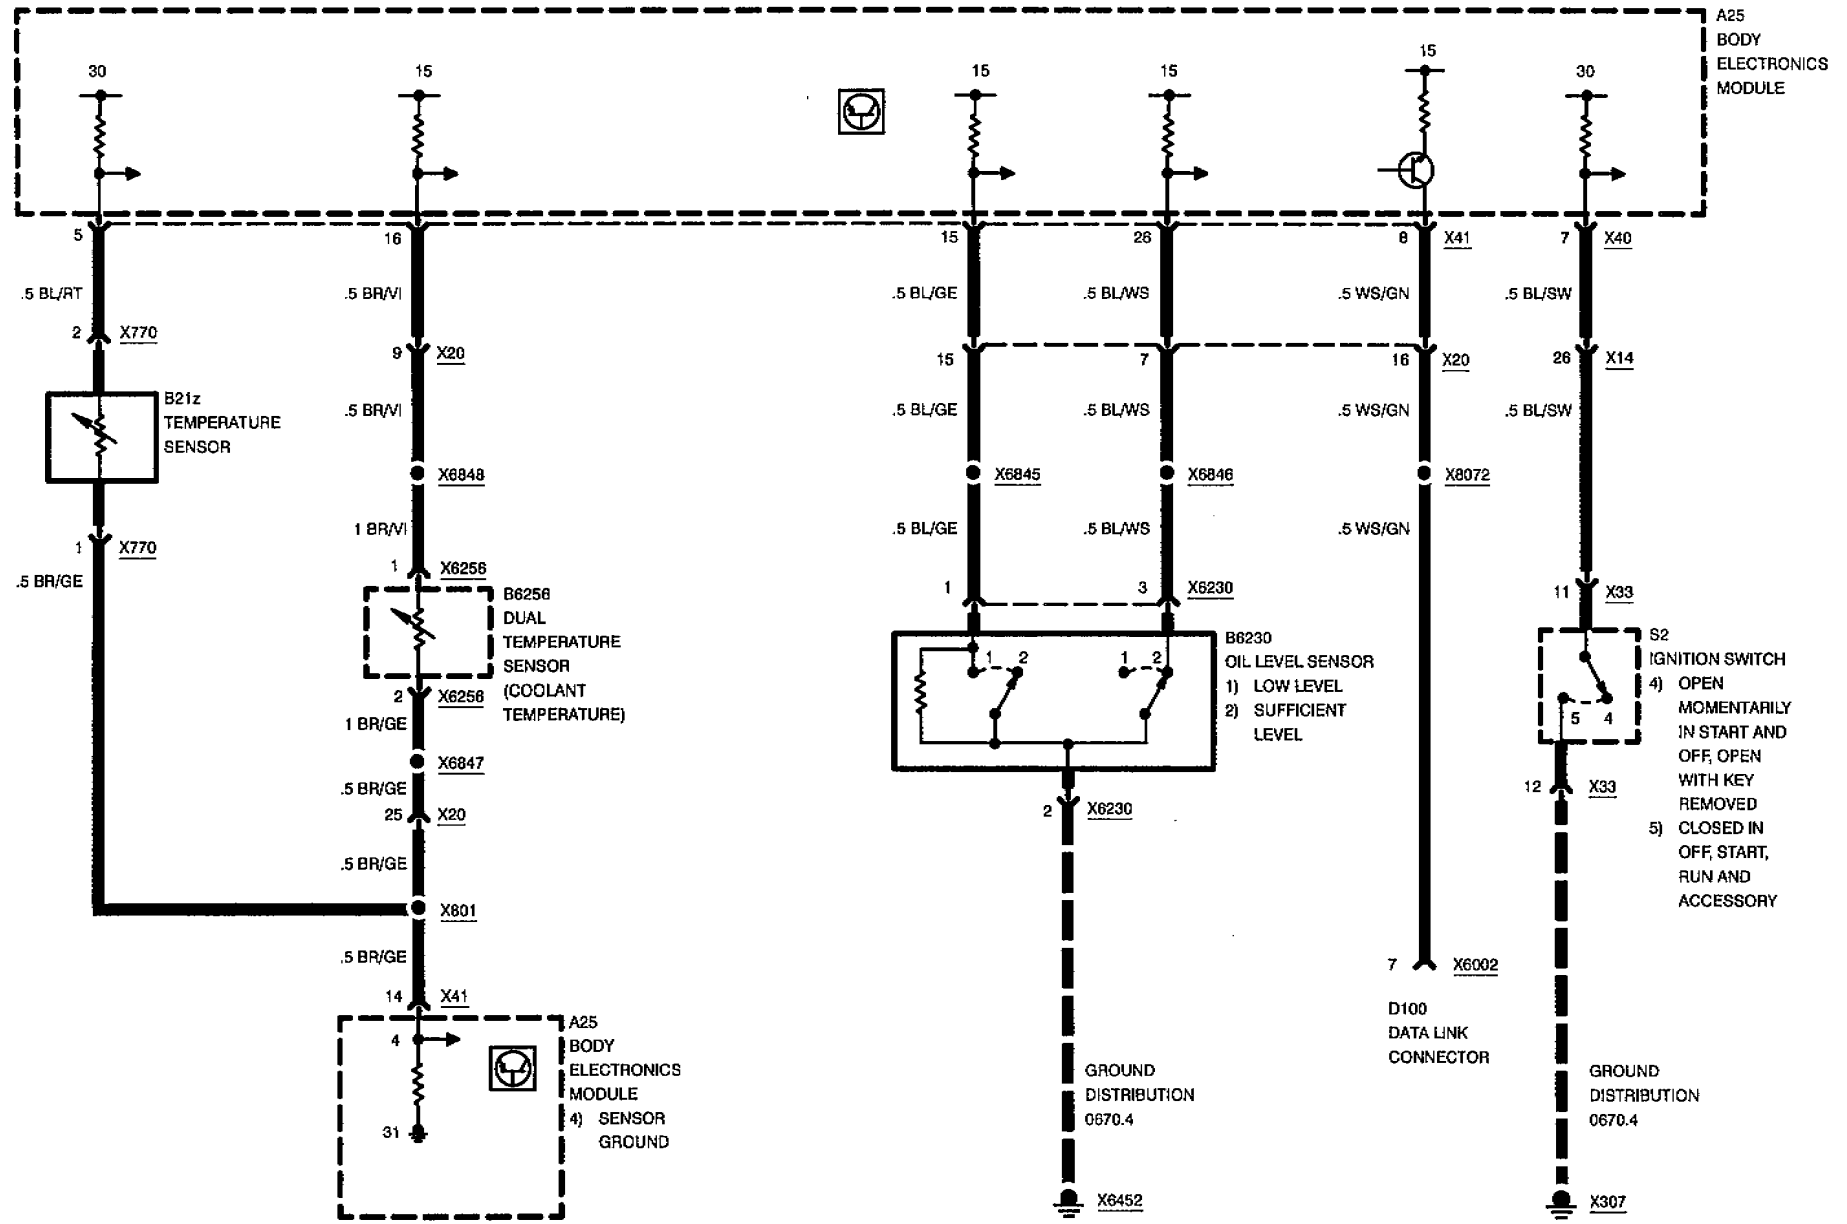 A25
BODY
ELECTRONICS
MODULE
30
15
15
15
15
30
5
16
15
26
8
X41
7
X40
.5 BL/RT
.5 BR/VI
.5 BL/GE
.5 BL/WS
.5 WS/GN
.5 BL/SW
2
X770
9
X20
15
7
16
X20
26
X14
B21z
TEMPERATURE
SENSOR
.5 BR/VI
.5 BL/GE
.5 BL/WS
.5 WS/GN
.5 BL/SW
X6848
X6845
X6846
X8072
1
X770
1 BR/VI
.5 BL/GE
.5 BL/WS
.5 WS/GN
.5 BR/GE
1
X6256
1
3
X6230
11
X33
B6256
DUAL
TEMPERATURE
SENSOR
(COOLANT
TEMPERATURE)
1
2
1
2
B6230
OIL LEVEL SENSOR
1) LOW LEVEL
2) SUFFICIENT
LEVEL
S2
IGNITION SWITCH
4) OPEN
MOMENTARILY
IN START AND
OFF, OPEN
WITH KEY
REMOVED
5) CLOSED IN
OFF, START,
RUN AND
ACCESSORY
5
4
2
X6256
1 BR/GE
X6847
.5 BR/GE
25
X20
2
X6230
12
X33
.5 BR/GE
X801
.5 BR/GE
14
X41
7
X6002
D100
DATA LINK
CONNECTOR
4
A25
BODY
ELECTRONICS
MODULE
4) SENSOR
GROUND
31
GROUND
DISTRIBUTION
0670.4
GROUND
DISTRIBUTION
0670.4
X6452
X307